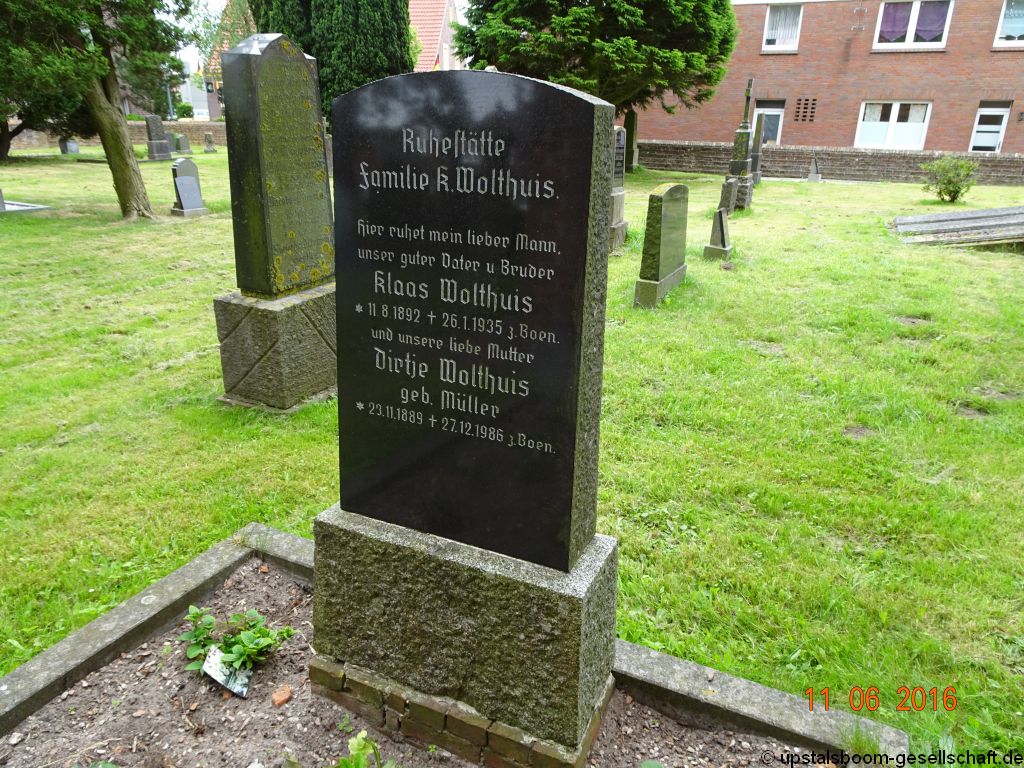 Ruhestätte
Familie K. Wolthuis.
Hier ruhet mein lieber Mann,
unser guter Vater u Bruder
Klaas Wolthuis
* 11.8.1892 + 26.1.1935 z.Boen.
und unsere liebe Mutter
Dirtje Wolthuis
geb. Müller
* 23.11.1889 + 27.12.1986 z.Boen.
11 06 2016
© upstalsboom-gesellschaft.de